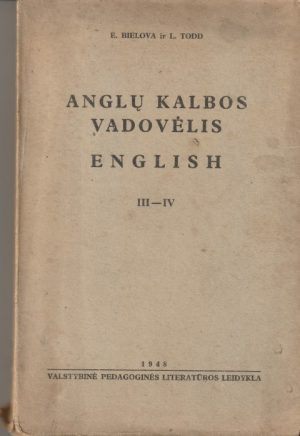 E. BIELOVA ir L. TODD
ANGLŲ KALBOS
VADOVĖLIS
ENGLISH
III—IV
1948
VALSTYBINĖ PEDAGOGINĖS LITERATŪROS LEIDYKLA